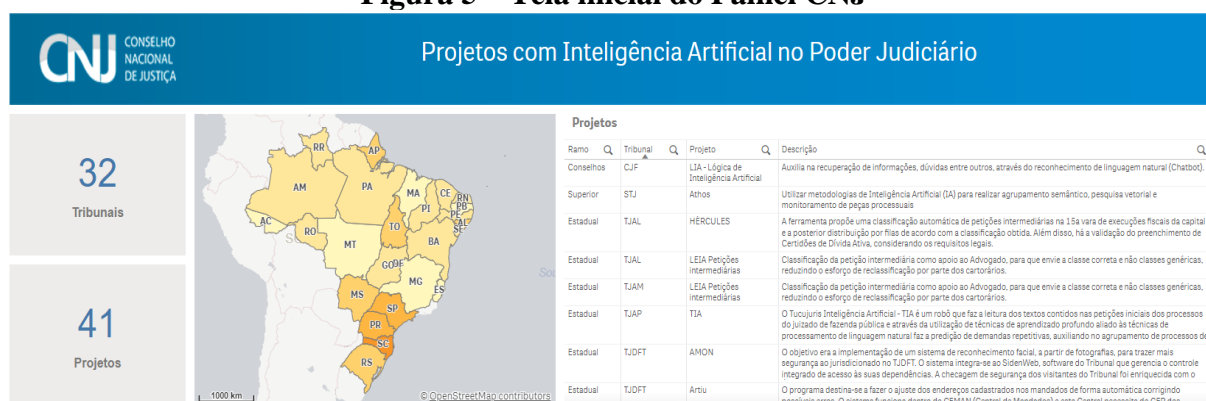 Figura 5 – Tela inicial do Painel CNJ
CNJ
CONSELHO
NACIONAL
DE JUSTIÇA
Projetos com Inteligência Artificial no Poder Judiciário
32
Tribunais
41
Projetos
RR
AP
AM
PA
MA
CE
RN
PB
PE
AL
SE
PI
AC
RO
TO
BA
MT
GO
DF
MG
ES
MS
SP
PR
SC
RS
1000 km
© OpenStreetMap contributors
Projetos
Ramo Tribunal Projeto Descrição
Conselhos CJF LIA - Lógica de Auxilia na recuperação de informações, dúvidas entre outros, através do reconhecimento de linguagem natural (Chatbot).
Inteligência Artificial
Superior STJ Athos Utilizar metodologias de Inteligência Artificial (IA) para realizar agrupamento semântico, pesquisa vetorial e
monitoramento de peças processuais
Estadual TJAL HÉRCULES A ferramenta propõe uma classificação automática de petições intermediárias na 15a vara de execuções fiscais da capital
e a posterior distribuição por filas de acordo com a classificação obtida. Além disso, há a validação do preenchimento de
Certidões de Dívida Ativa, considerando os requisitos legais.
Estadual TJAL LEIA Petições Classificação da petição intermediária como apoio ao Advogado, para que envie a classe correta e não classes genéricas,
intermediárias reduzindo o esforço de reclassificação por parte dos cartorários.
Estadual TJAM LEIA Petições Classificação da petição intermediária como apoio ao Advogado, para que envie a classe correta e não classes genéricas,
intermediárias reduzindo o esforço de reclassificação por parte dos cartorários.
Estadual TJAP TIA O Tucujuris Inteligência Artificial - TIA é um robô que faz a leitura dos textos contidos nas petições iniciais dos processos
do juizado de fazenda pública e através da utilização de técnicas de aprendizado profundo aliado às técnicas de
processamento de linguagem natural faz a predição de demandas repetitivas, auxiliando no agrupamento de processos de
Estadual TJDFT AMON O objetivo era a implementação de um sistema de reconhecimento facial, a partir de fotografias, para trazer mais
segurança ao jurisdicionado no TJDFT. O sistema integra-se ao SidenWeb, software do Tribunal que gerencia o controle
integrado de acesso às suas dependências. A checagem de segurança dos visitantes do Tribunal foi enriquecida com o
Estadual TJDFT Artiu O programa destina-se a fazer o ajuste dos endereços cadastrados nos mandados de forma automática corrigindo